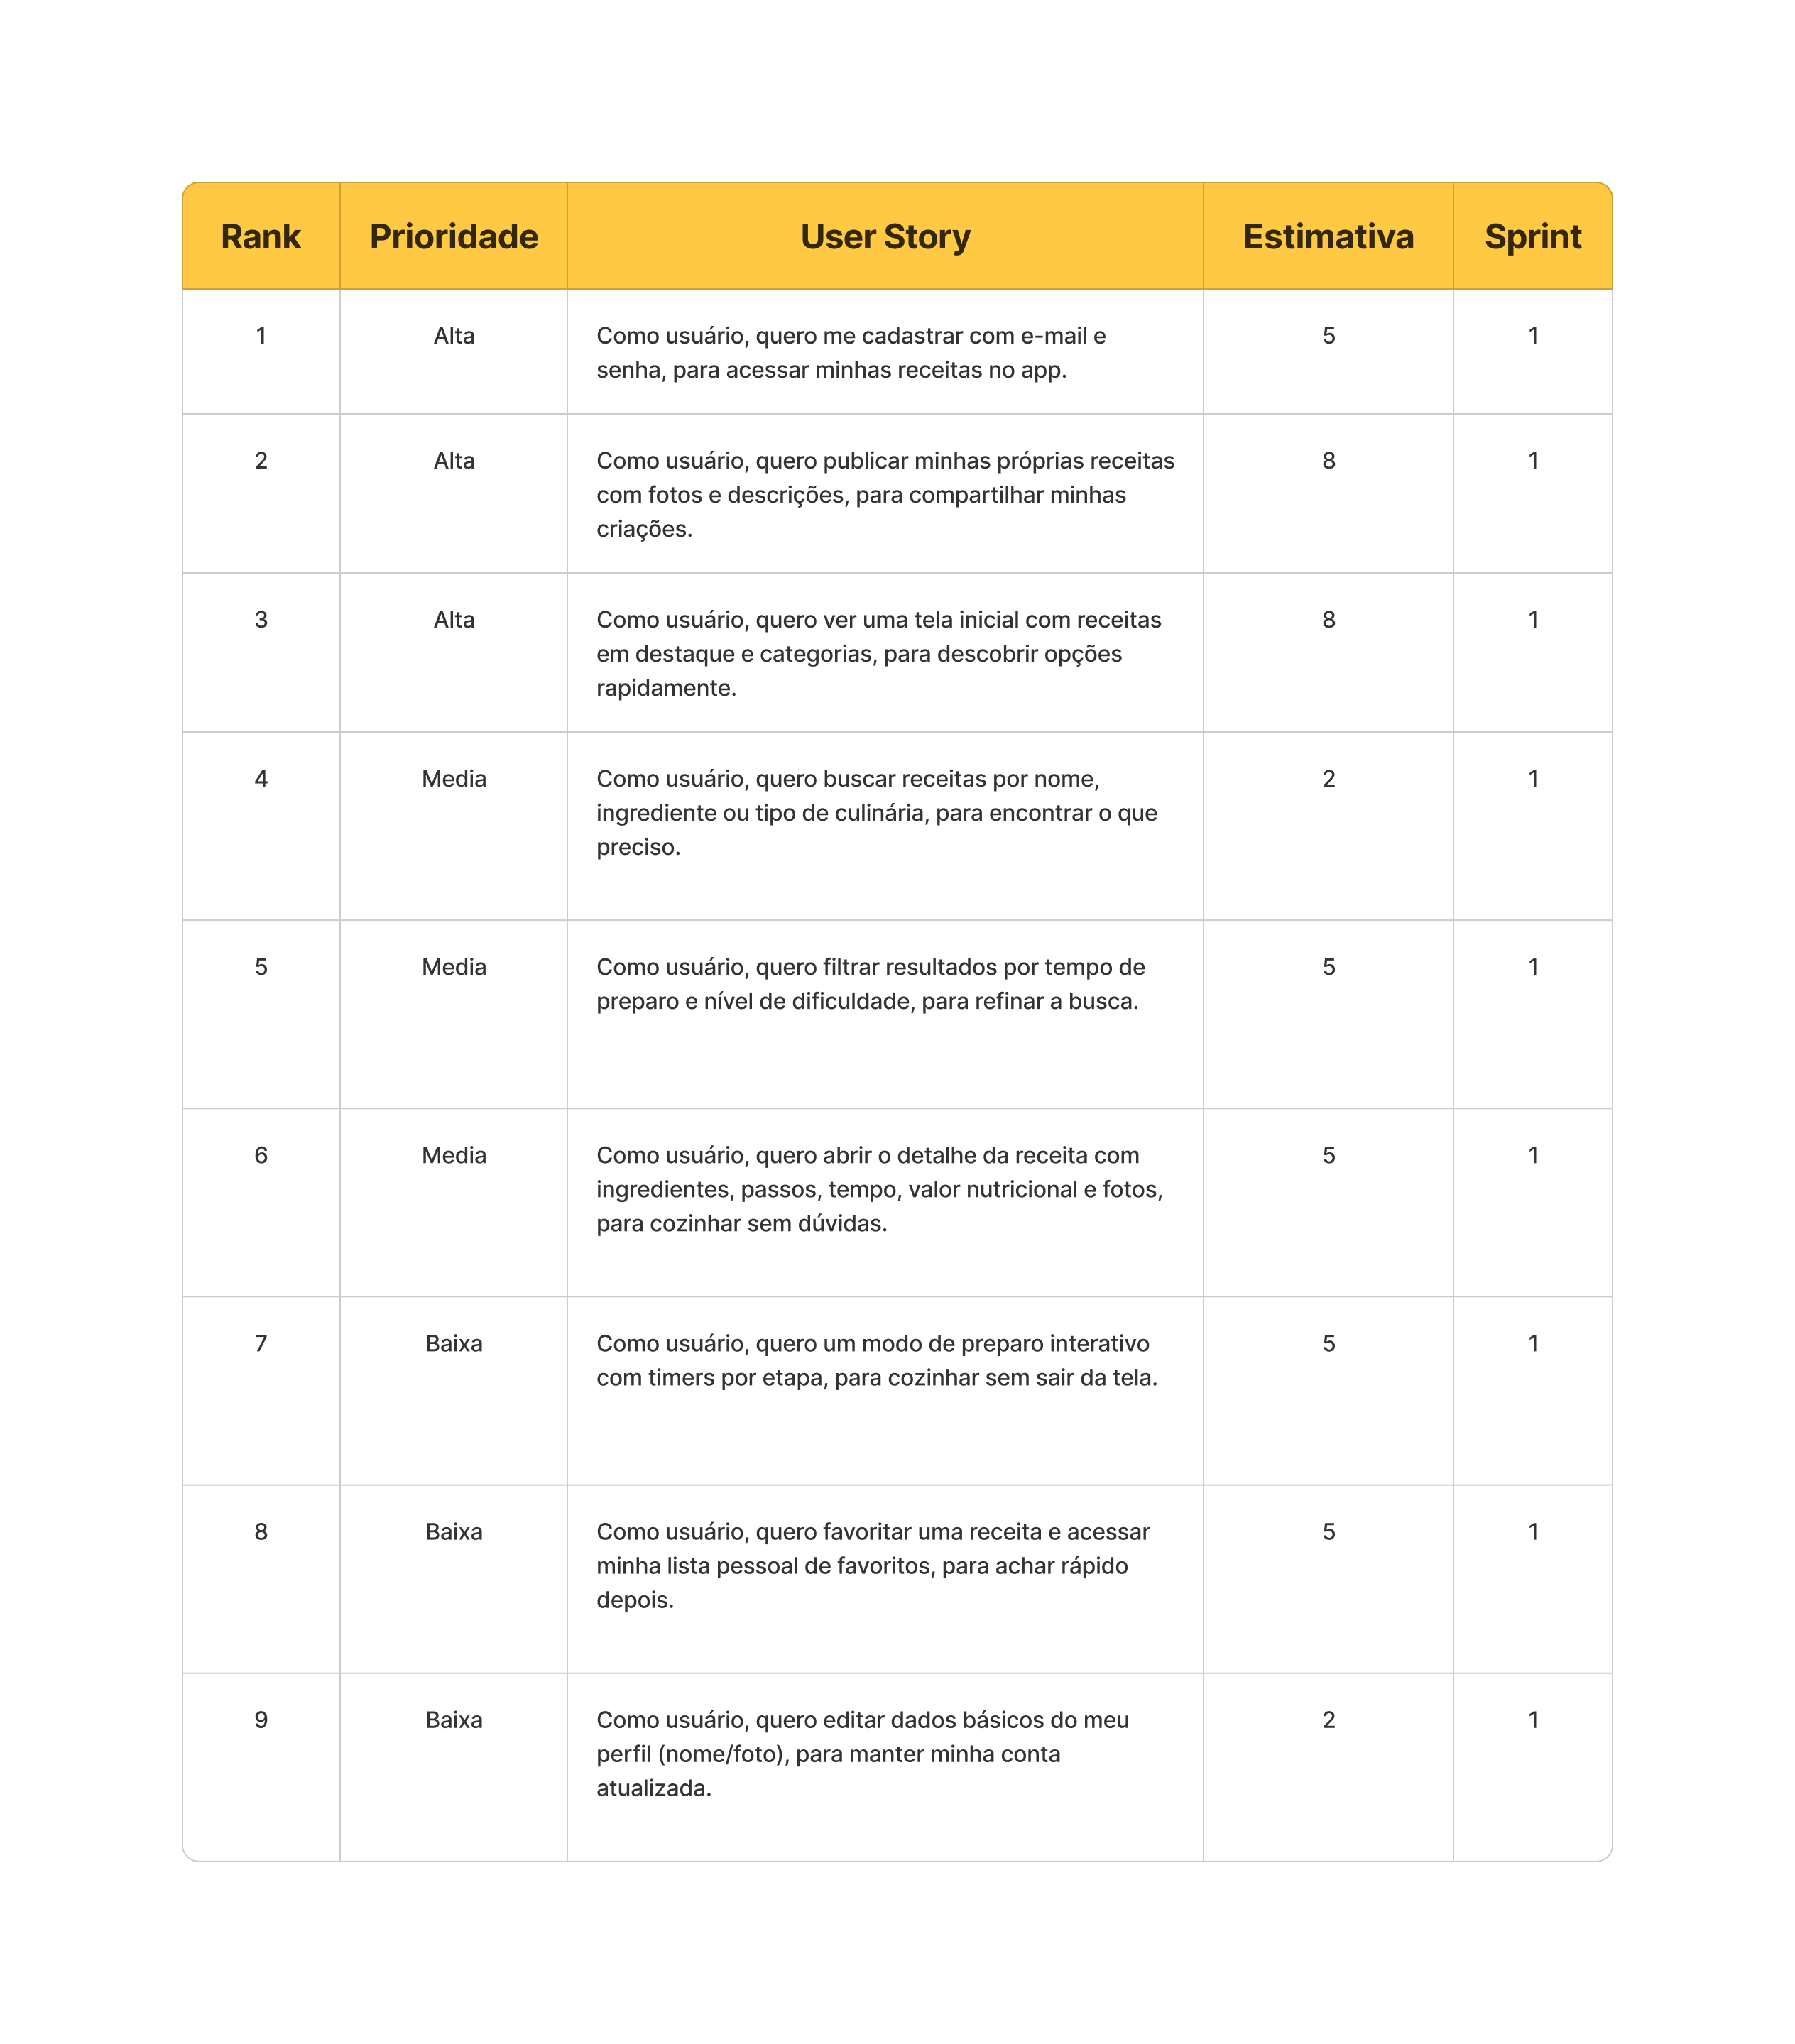 Rank Prioridade User Story Estimativa Sprint
1 Alta Como usuário, quero me cadastrar com e-mail e 5 1
senha, para acessar minhas receitas no app.
2 Alta Como usuário, quero publicar minhas próprias receitas 8 1
com fotos e descrições, para compartilhar minhas
criações.
3 Alta Como usuário, quero ver uma tela inicial com receitas 8 1
em destaque e categorias, para descobrir opções
rapidamente.
4 Media Como usuário, quero buscar receitas por nome, 2 1
ingrediente ou tipo de culinária, para encontrar o que
preciso.
5 Media Como usuário, quero filtrar resultados por tempo de 5 1
preparo e nível de dificuldade, para refinar a busca.
6 Media Como usuário, quero abrir o detalhe da receita com 5 1
ingredientes, passos, tempo, valor nutricional e fotos,
para cozinhar sem dúvidas.
7 Baixa Como usuário, quero um modo de preparo interativo 5 1
com timers por etapa, para cozinhar sem sair da tela.
8 Baixa Como usuário, quero favoritar uma receita e acessar 5 1
minha lista pessoal de favoritos, para achar rápido
depois.
9 Baixa Como usuário, quero editar dados básicos do meu 2 1
perfil (nome/foto), para manter minha conta
atualizada.